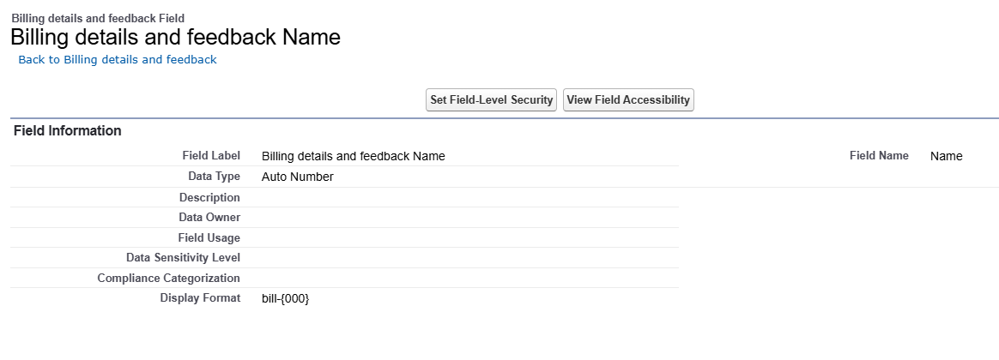 Billing details and feedback Field
Billing details and feedback Name
Back to Billing details and feedback
Set Field-Level Security View Field Accessibility
Field Information
Field Label Billing details and feedback Name Field Name Name
Data Type Auto Number
Description
Data Owner
Field Usage
Data Sensitivity Level
Compliance Categorization
Display Format bill-{000}